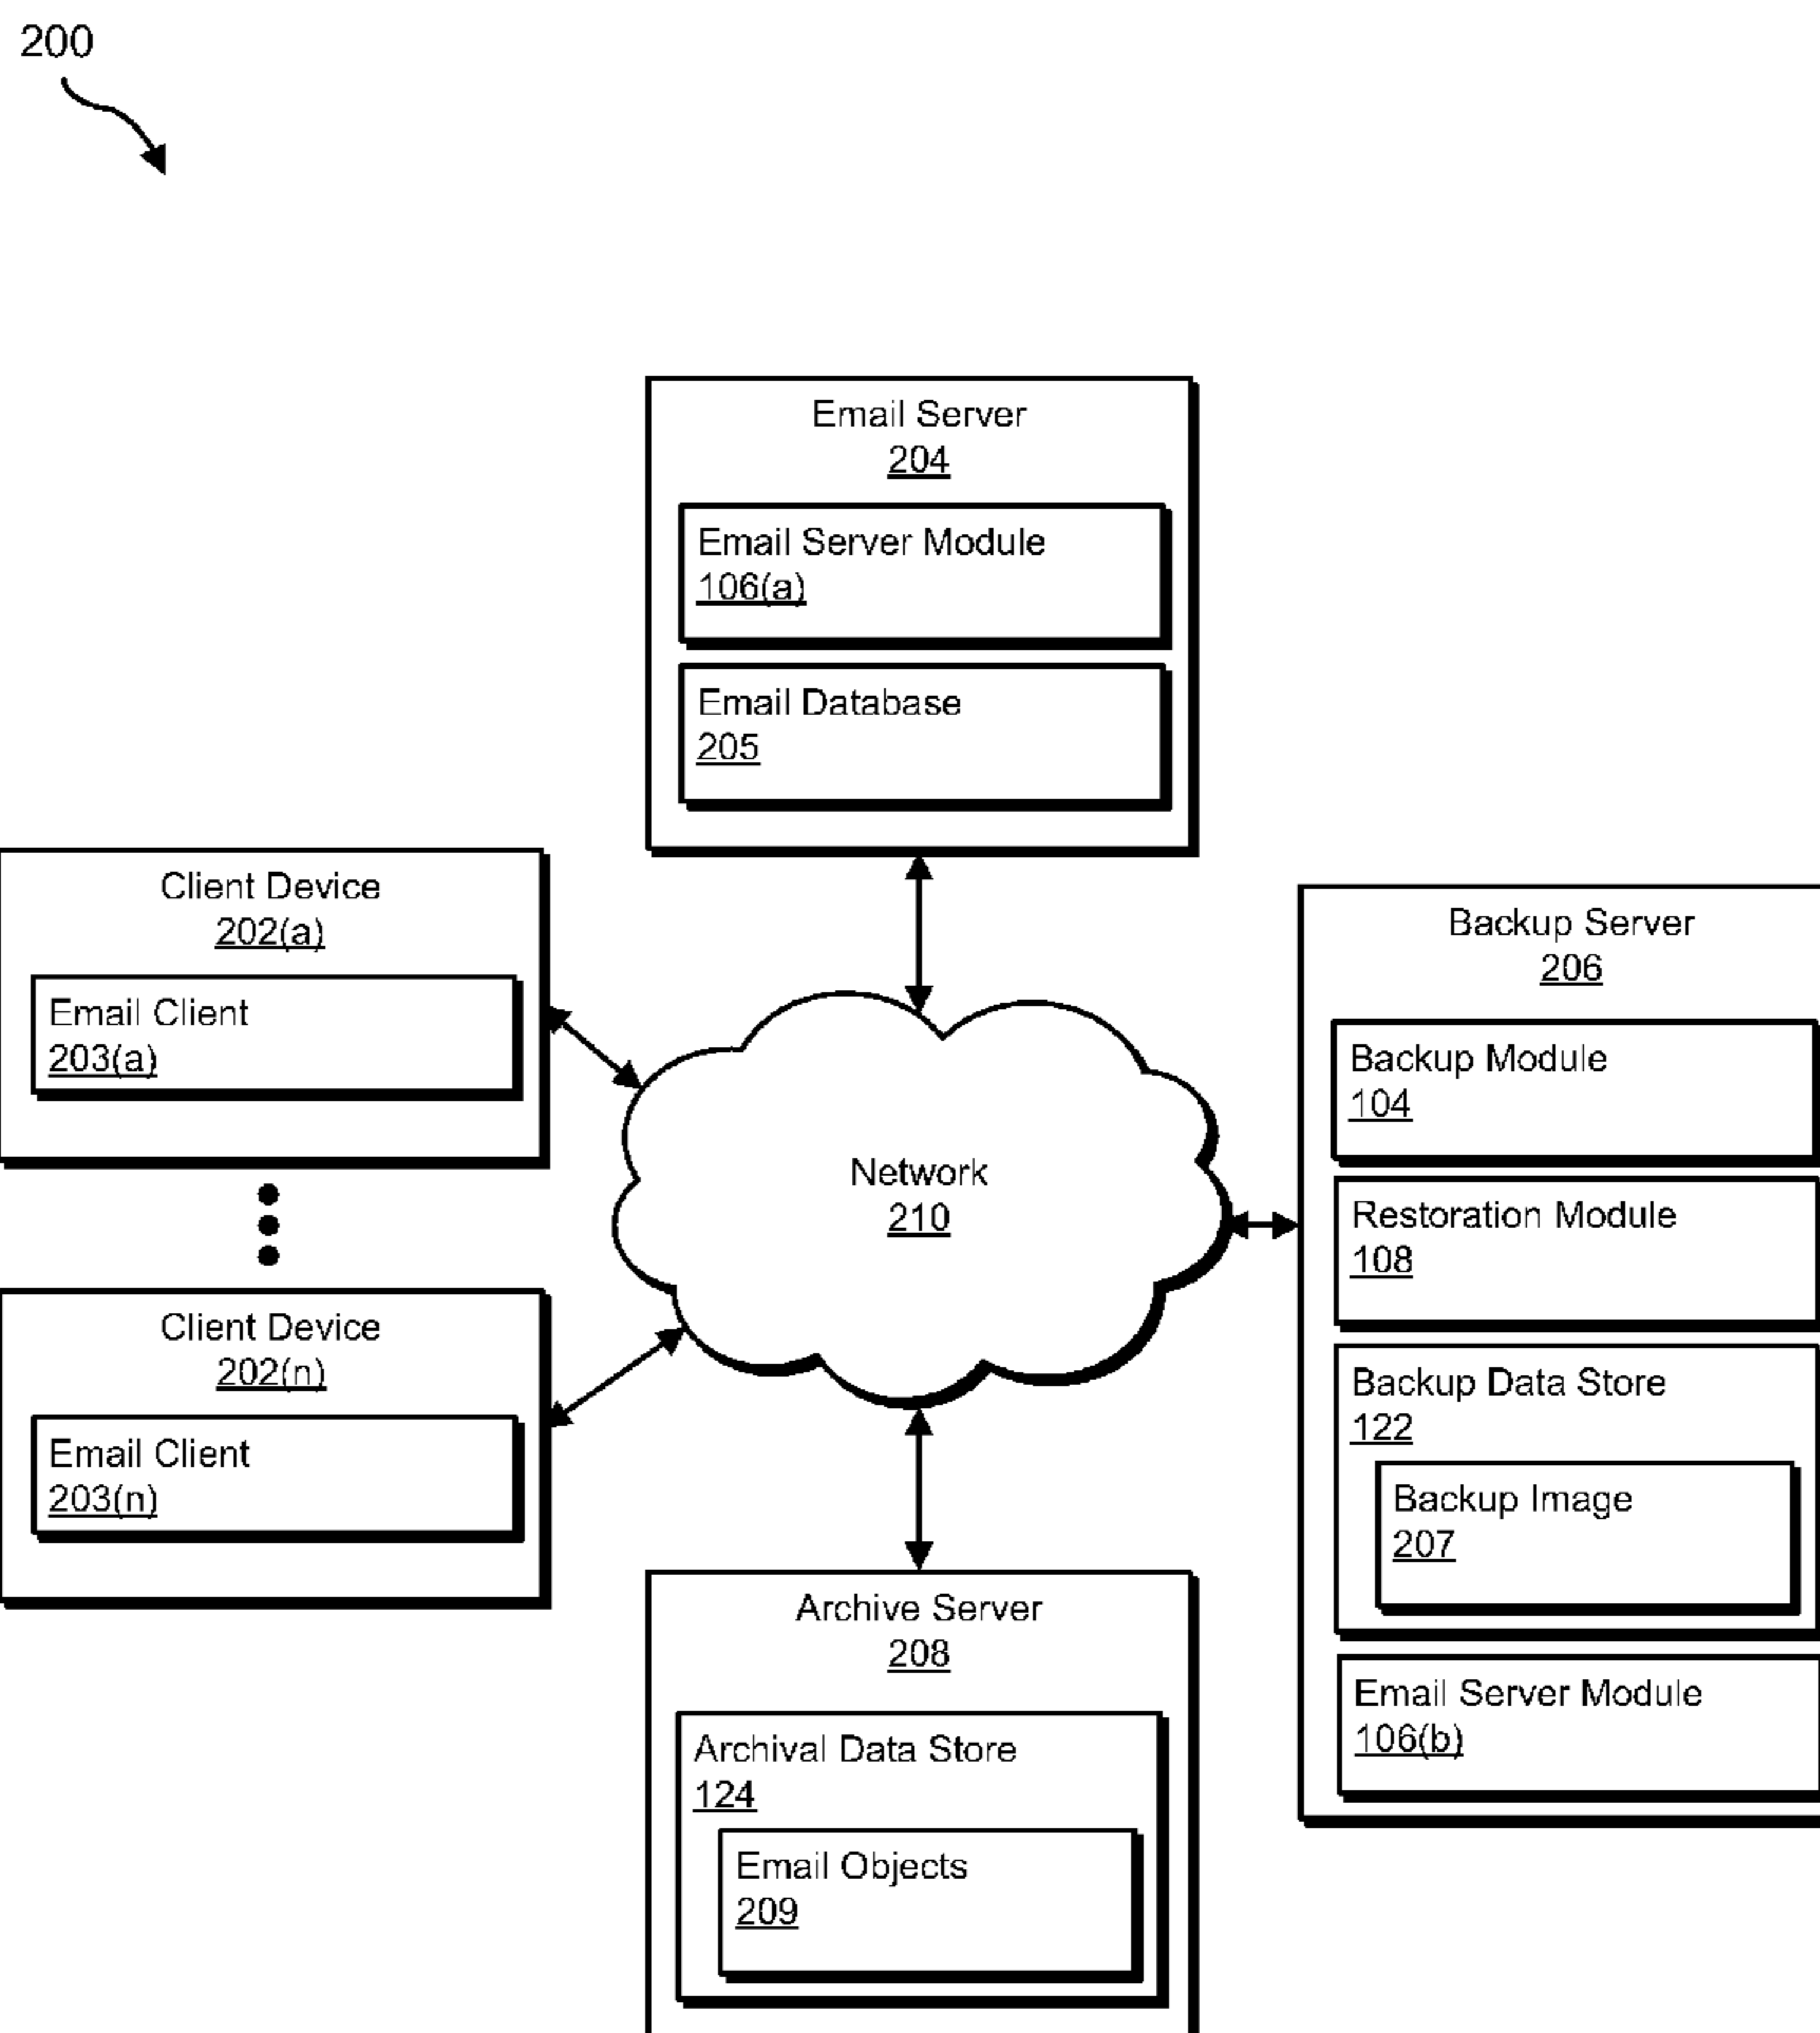 200
Email Server
204
Email Server Module
106(a)
Email Database
205
Client Device
202(a)
Email Client
203(a)
Client Device
202(n)
Email Client
203(n)
Network
210
Backup Server
206
Backup Module
104
Restoration Module
108
Backup Data Store
122
Backup Image
207
Email Server Module
106(b)
Archive Server
208
Archival Data Store
124
Email Objects
209